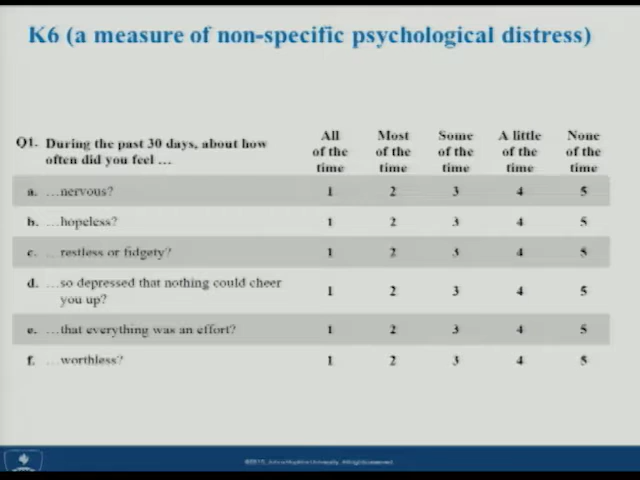 K6 (a measure of non-specific psychological distress)
Q1. During the past 30 days, about how often did you feel …
All of the time
Most of the time
Some of the time
A little of the time
None of the time
a. …nervous? 1 2 3 4 5
b. …hopeless? 1 2 3 4 5
c. …restless or fidgety? 1 2 3 4 5
d. …so depressed that nothing could cheer you up? 1 2 3 4 5
e. …that everything was an effort? 1 2 3 4 5
f. …worthless? 1 2 3 4 5